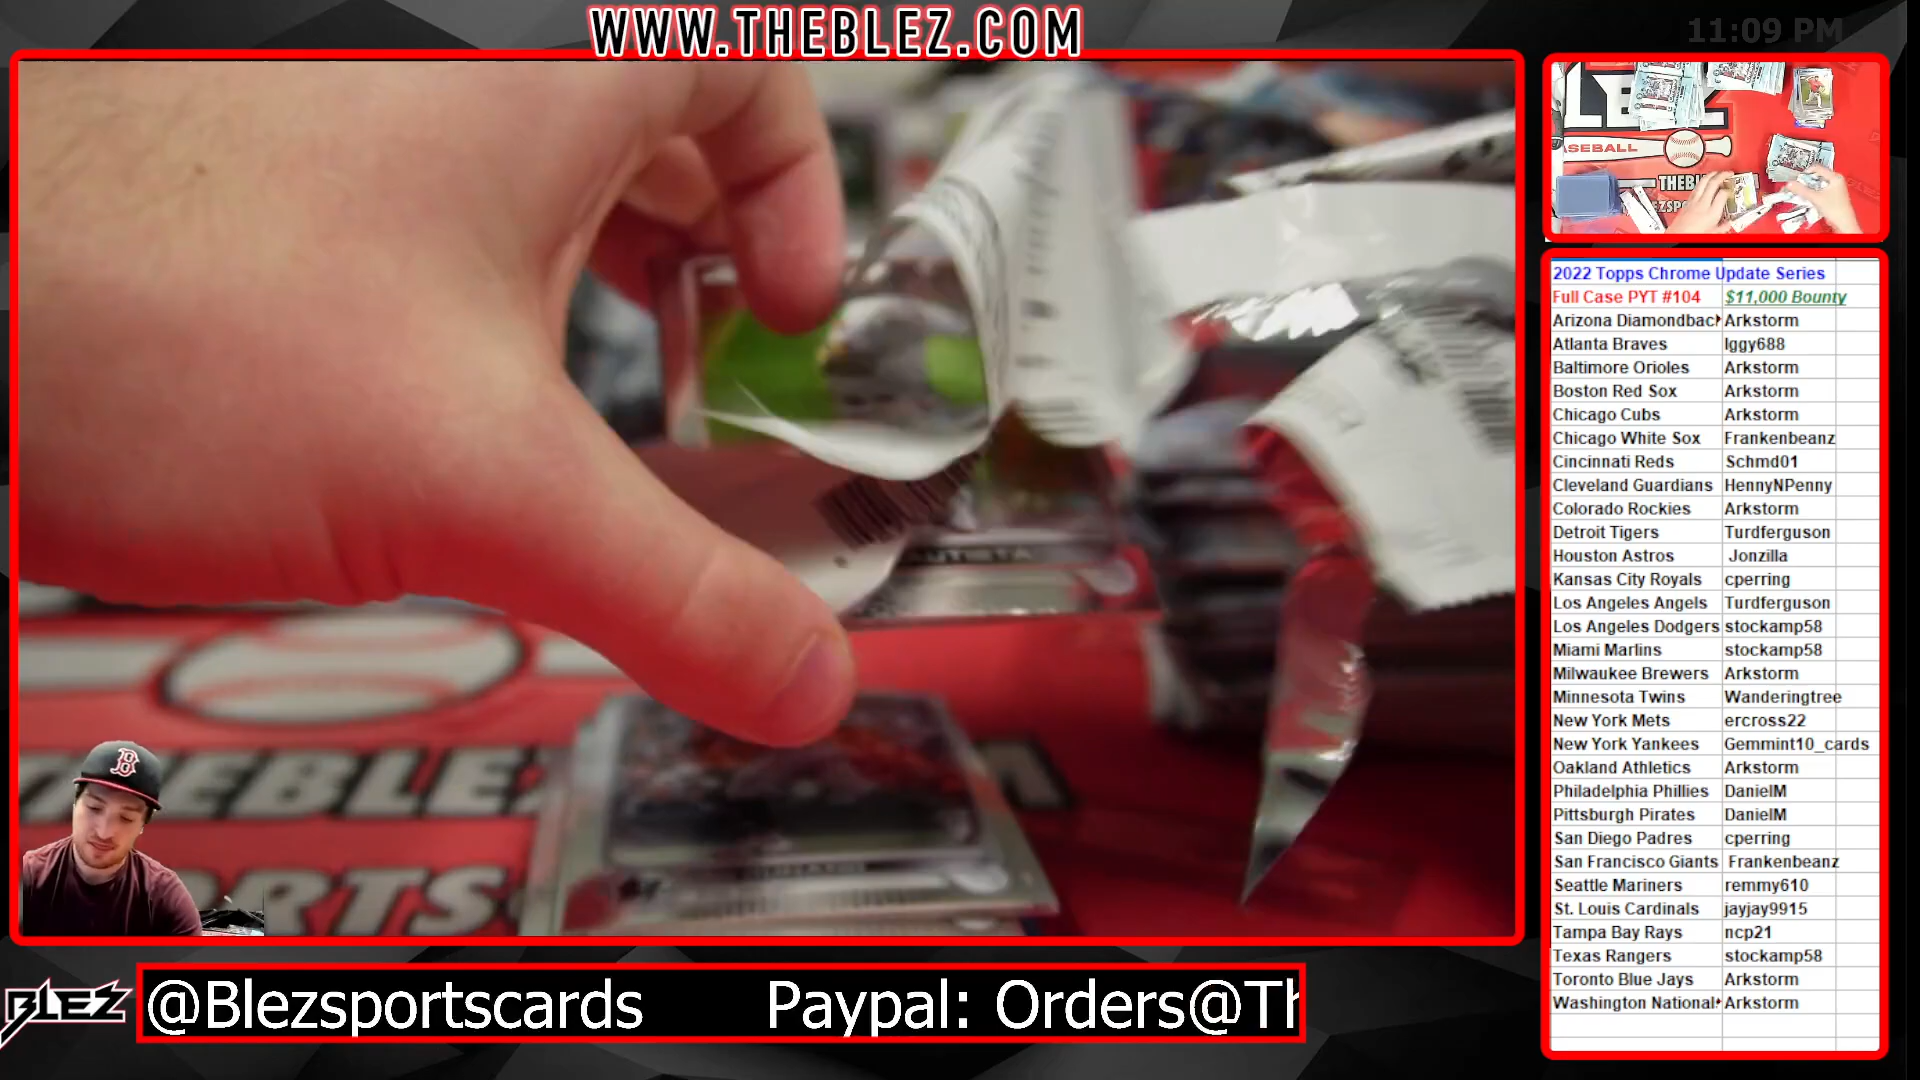 WWW.THEBLEZ.COM
11:09 PM
ASEBALL
2022 Topps Chrome Update Series
Full Case PYT #104 $11,000 Bounty
Arizona Diamondbac Arkstorm
Atlanta Braves Iggy688
Baltimore Orioles Arkstorm
Boston Red Sox Arkstorm
Chicago Cubs Arkstorm
Chicago White Sox Frankenbeanz
Cincinnati Reds Schmd01
Cleveland Guardians HennyNPenny
Colorado Rockies Arkstorm
Detroit Tigers Turdferguson
Houston Astros Jonzilla
Kansas City Royals cperring
Los Angeles Angels Turdferguson
Los Angeles Dodgers stockamp58
Miami Marlins stockamp58
Milwaukee Brewers Arkstorm
Minnesota Twins Wanderingtree
New York Mets ercross22
New York Yankees Gemmint10_cards
Oakland Athletics Arkstorm
Philadelphia Phillies DanielM
Pittsburgh Pirates DanielM
San Diego Padres cperring
San Francisco Giants Frankenbeanz
Seattle Mariners remmy610
St. Louis Cardinals jayjay9915
Tampa Bay Rays ncp21
Texas Rangers stockamp58
Toronto Blue Jays Arkstorm
Washington National Arkstorm
THEBLEZ
RTS
B
BLEZ
@Blezsportscards Paypal: Orders@Th